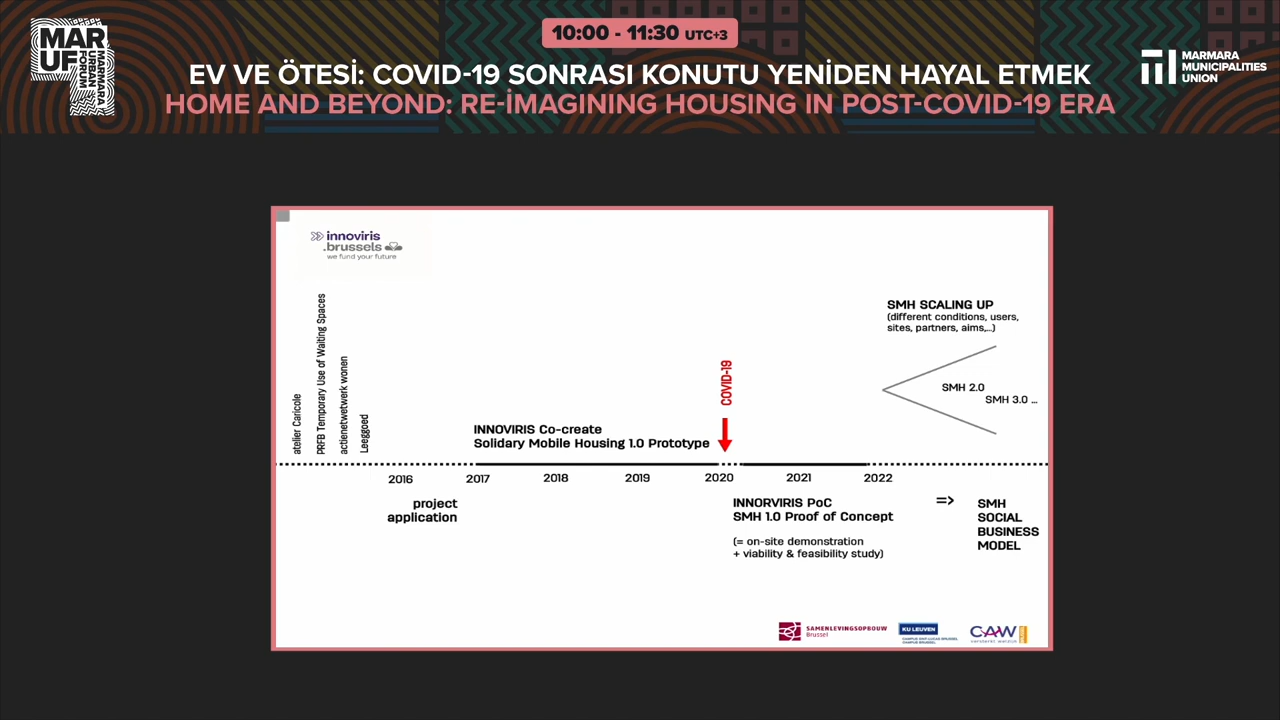 MAR
UF
MARMARA
URBAN
FORUM
10:00 - 11:30 UTC+3
EV VE ÖTESİ: COVID-19 SONRASI KONUTU YENİDEN HAYAL ETMEK
HOME AND BEYOND: RE-İMAGINING HOUSING IN POST-COVID-19 ERA
MARMARA
MUNICIPALITIES
UNION
innoviris
.brussels
we fund your future
atelier Caricole
PRFB Temporary Use of Waiting Spaces
actienetwetwerk wonen
Leeggoed
INNOVIRIS Co-create
Solidary Mobile Housing 1.0 Prototype
COVID-19
SMH SCALING UP
(different conditions, users,
sites, partners, aims,...)
SMH 2.0
SMH 3.0 ...
2016 2017 2018 2019 2020 2021 2022
project
application
INNORVIRIS PoC
SMH 1.0 Proof of Concept
(= on-site demonstration
+ viability & feasibility study)
=>
SMH
SOCIAL
BUSINESS
MODEL
SAMENLEVINGSOPBOUW
Brussel
KU LEUVEN
CAW